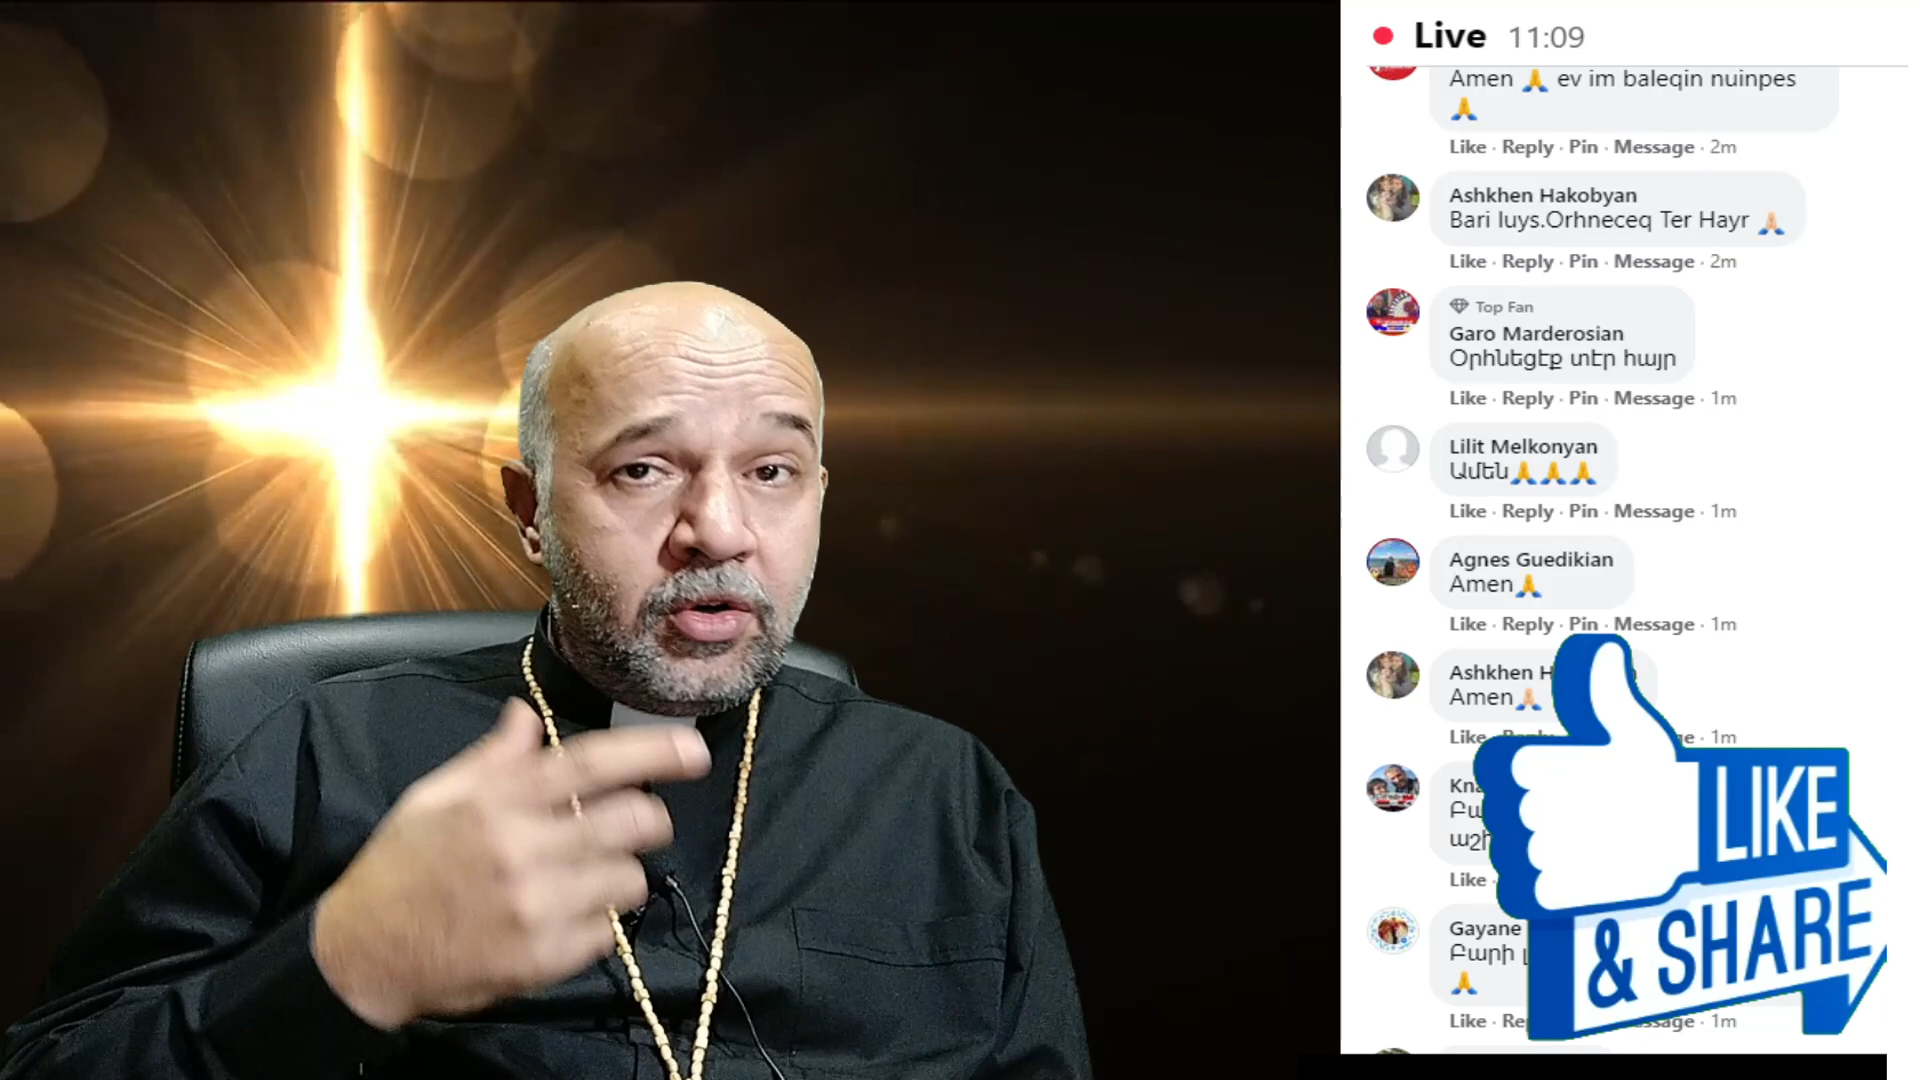 Live 11:09
Amen 🙏 ev im baleqin nuinpes
🙏
Like · Reply · Pin · Message · 2m
Ashkhen Hakobyan
Bari luys.Orhneceq Ter Hayr 🙏🏻
Like · Reply · Pin · Message · 2m
Top Fan
Garo Marderosian
Օրհնեցէք տէր հայր
Like · Reply · Pin · Message · 1m
Lilit Melkonyan
Ամեն🙏🙏🙏
Like · Reply · Pin · Message · 1m
Agnes Guedikian
Amen🙏
Like · Reply · Pin · Message · 1m
Ashkhen
Amen🙏🏻
Like 1m
Like
Gayane
Բարի
🙏
Like 1m
LIKE
& SHARE